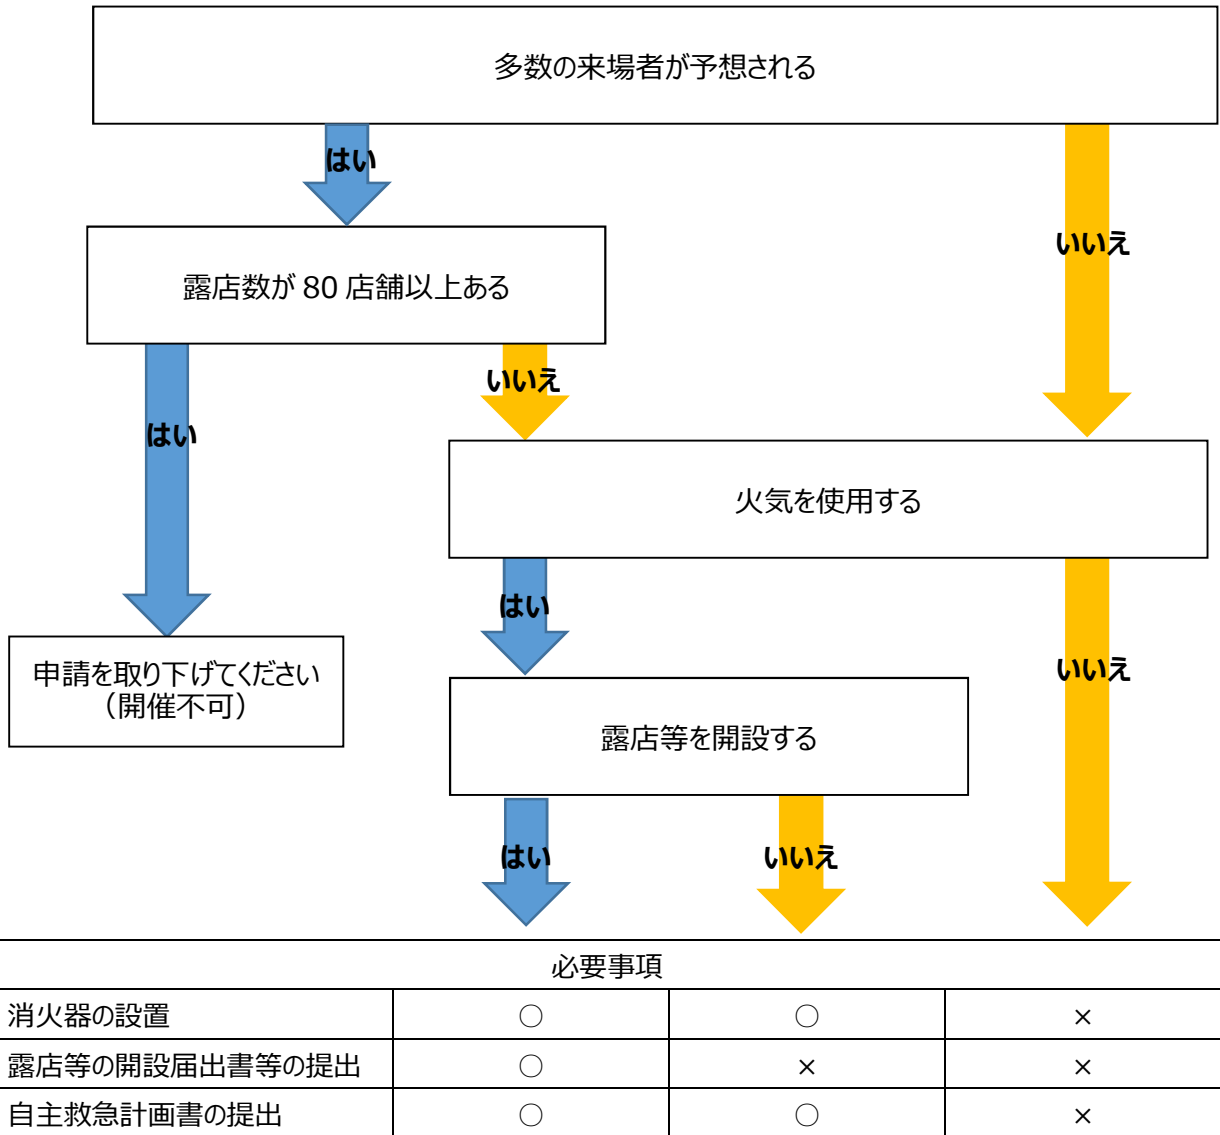 多数の来場者が予想される
はい
いいえ
露店数が 80 店舗以上ある
はい
いいえ
火気を使用する
はい
いいえ
申請を取り下げてください
（開催不可）
露店等を開設する
はい
いいえ
必要事項
消火器の設置 ○ ○ ×
露店等の開設届出書等の提出 ○ × ×
自主救急計画書の提出 ○ ○ ×